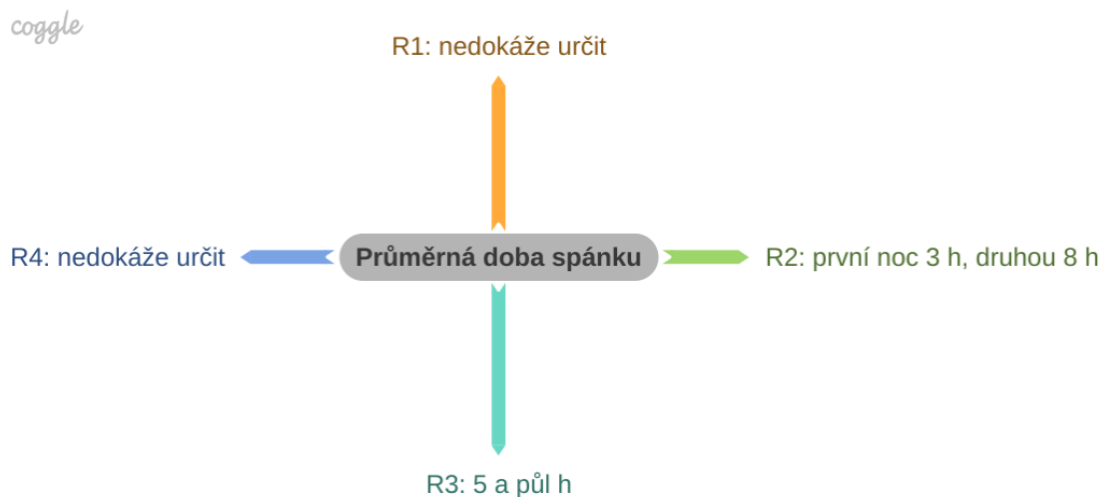 coggle
R1: nedokáže určit
R4: nedokáže určit
Průměrná doba spánku
R2: první noc 3 h, druhou 8 h
R3: 5 a půl h